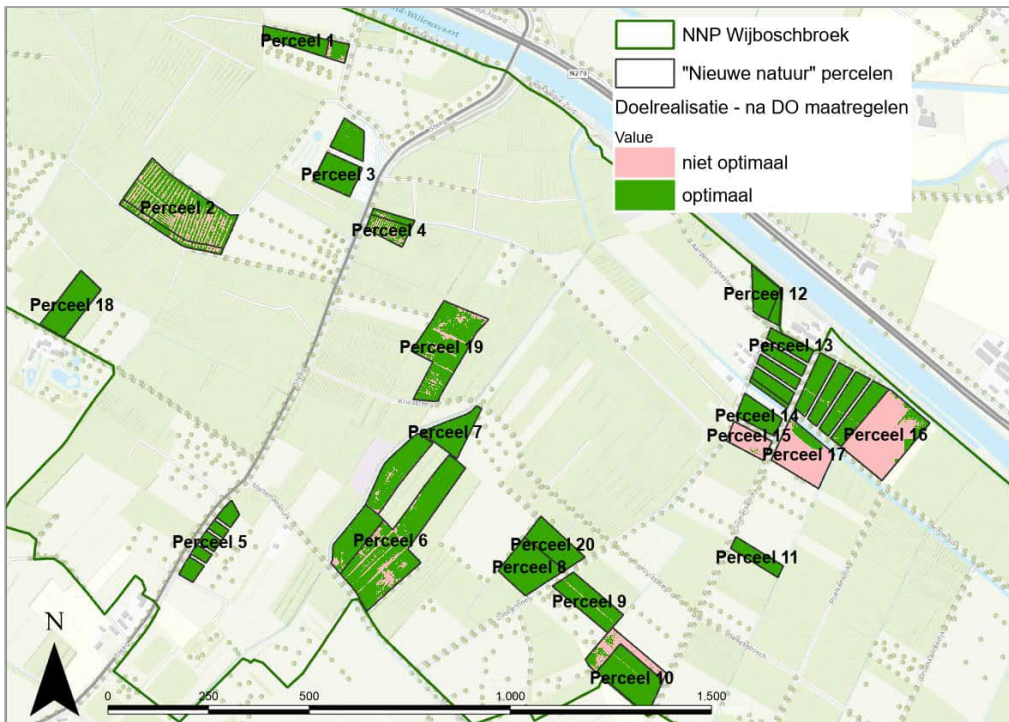 NNP Wijboschbroek
"Nieuwe natuur" percelen
Doelrealisatie - na DO maatregelen
Value
niet optimaal
optimaal
N279
Perceel 1
Perceel 3
Perceel 2
Perceel 4
Perceel 18
Perceel 12
Perceel 19
Perceel 13
Perceel 14
Perceel 15
Perceel 16
Perceel 17
Perceel 7
Perceel 6
Perceel 5
Perceel 20
Perceel 8
Perceel 11
Perceel 9
Perceel 10
N
0
250
500
1.000
1.500